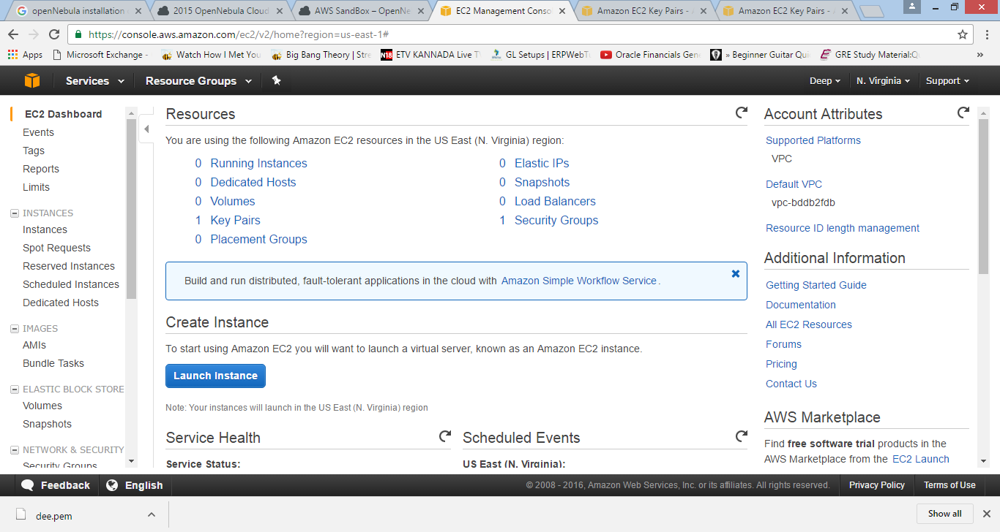 openNebula installation
2015 OpenNebula Cloud
AWS SandBox – OpenNe
EC2 Management Conso
Amazon EC2 Key Pairs -
Amazon EC2 Key Pairs -
https://console.aws.amazon.com/ec2/v2/home?region=us-east-1#
Apps
Microsoft Exchange -
Watch How I Met You
Big Bang Theory | Stre
N18 ETV KANNADA Live T
GL Setups | ERPWebT
Oracle Financials Gen
» Beginner Guitar Qui
GRE Study Material:Q
»
Services
Resource Groups
Deep
N. Virginia
Support
EC2 Dashboard
Events
Tags
Reports
Limits
INSTANCES
Instances
Spot Requests
Reserved Instances
Scheduled Instances
Dedicated Hosts
IMAGES
AMIs
Bundle Tasks
ELASTIC BLOCK STORE
Volumes
Snapshots
NETWORK & SECURITY
Security Groups
Resources
You are using the following Amazon EC2 resources in the US East (N. Virginia) region:
0 Running Instances
0 Elastic IPs
0 Dedicated Hosts
0 Snapshots
0 Volumes
0 Load Balancers
1 Key Pairs
1 Security Groups
0 Placement Groups
Build and run distributed, fault-tolerant applications in the cloud with Amazon Simple Workflow Service.
Create Instance
To start using Amazon EC2 you will want to launch a virtual server, known as an Amazon EC2 instance.
Launch Instance
Note: Your instances will launch in the US East (N. Virginia) region
Service Health
Service Status:
Scheduled Events
US East (N. Virginia):
Account Attributes
Supported Platforms
VPC
Default VPC
vpc-bddb2fdb
Resource ID length management
Additional Information
Getting Started Guide
Documentation
All EC2 Resources
Forums
Pricing
Contact Us
AWS Marketplace
Find free software trial products in the
AWS Marketplace from the EC2 Launch
Feedback
English
© 2008 - 2016, Amazon Web Services, Inc. or its affiliates. All rights reserved.
Privacy Policy
Terms of Use
dee.pem
Show all